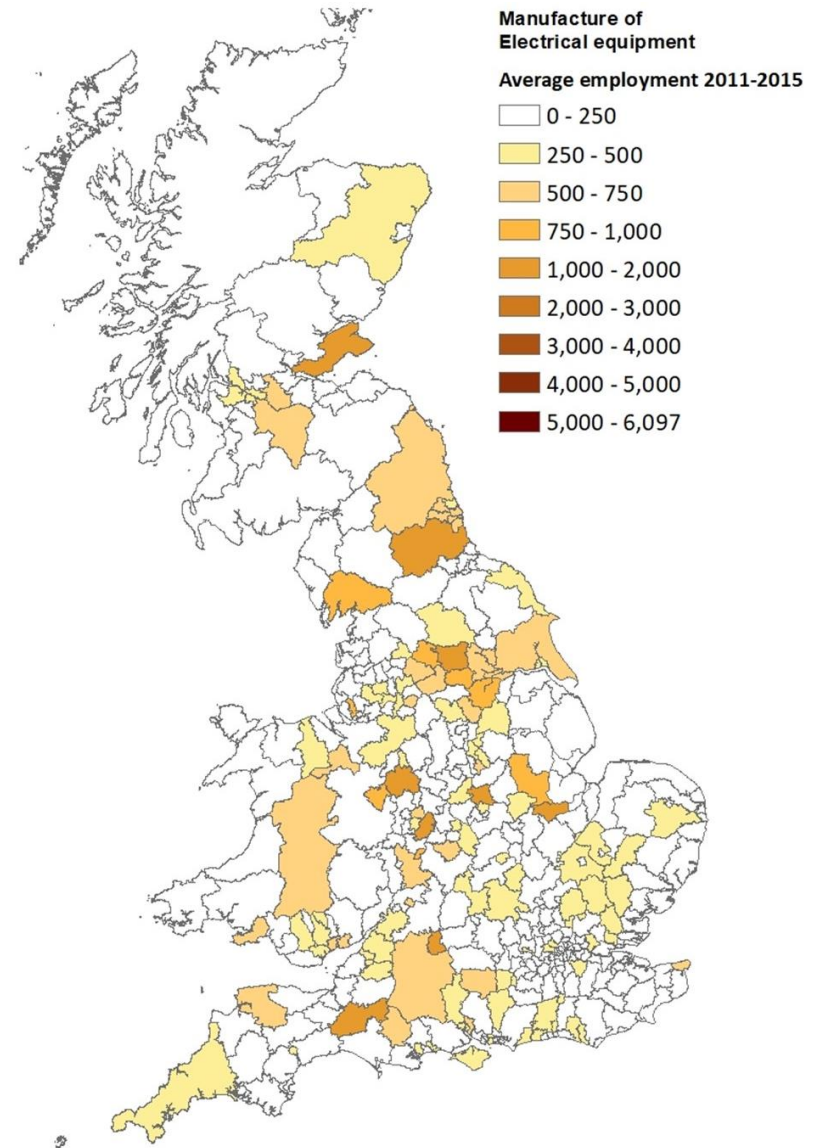 Manufacture of
Electrical equipment
Average employment 2011-2015
0 - 250
250 - 500
500 - 750
750 - 1,000
1,000 - 2,000
2,000 - 3,000
3,000 - 4,000
4,000 - 5,000
5,000 - 6,097